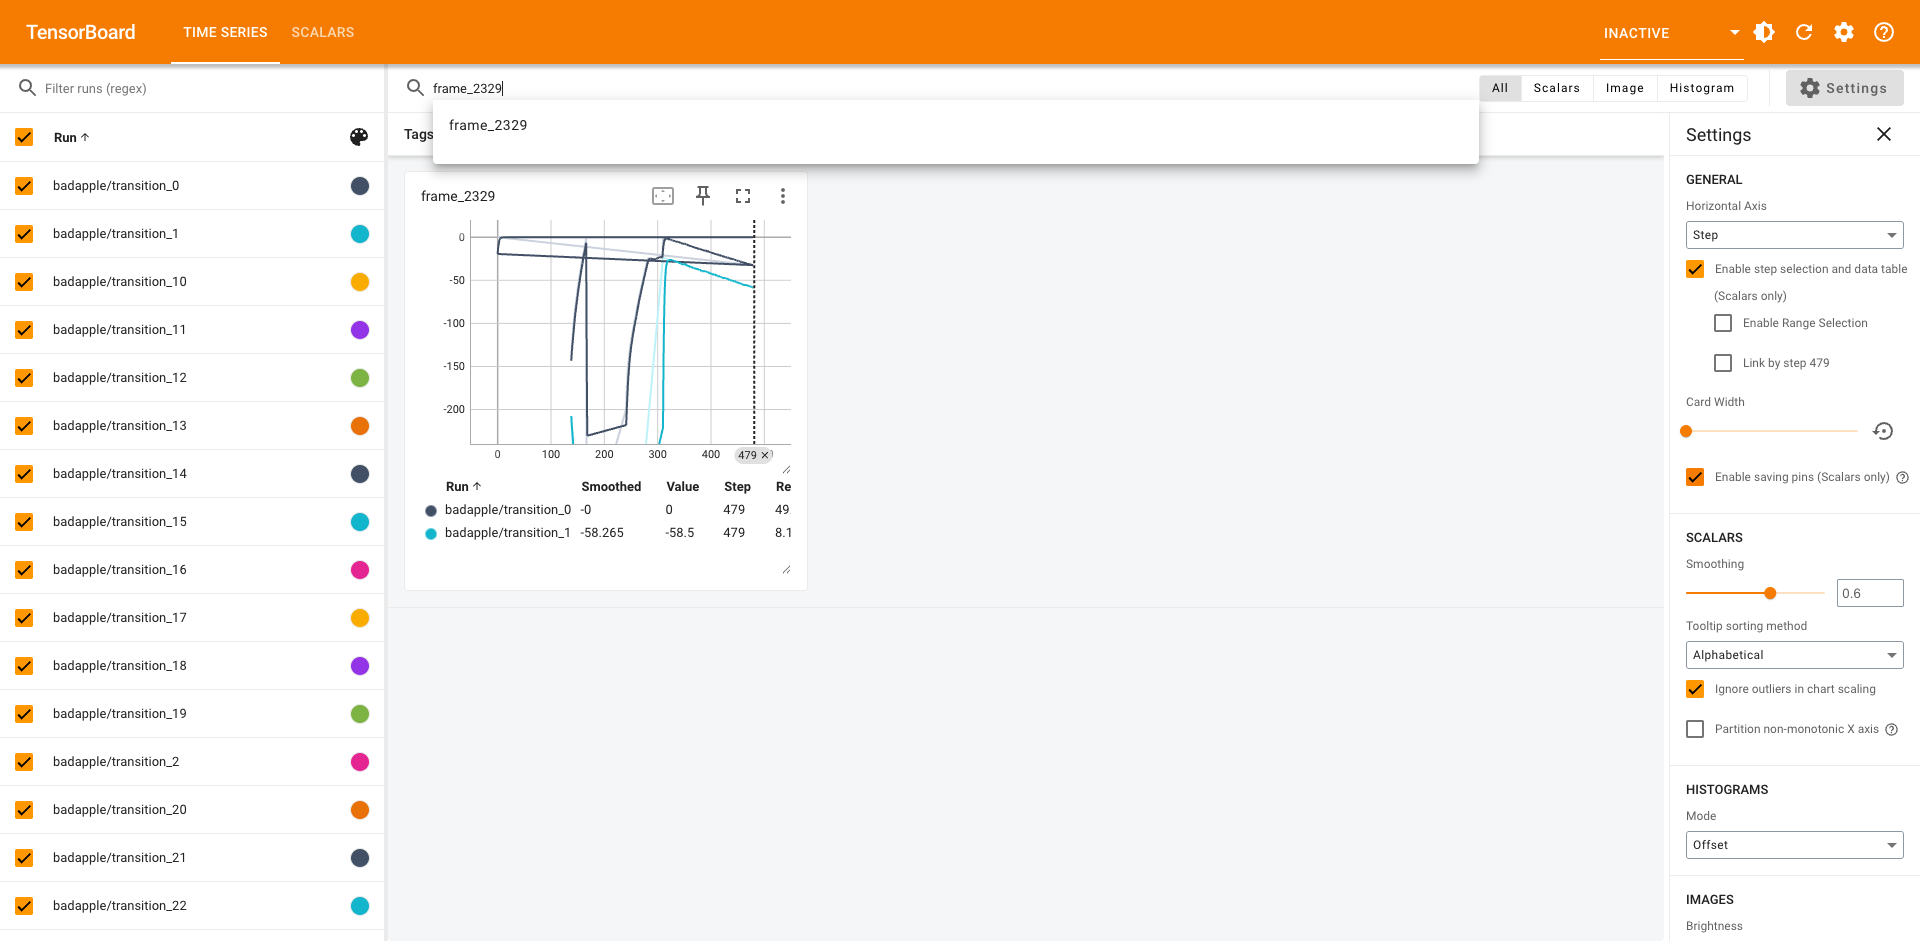 TensorBoard TIME SERIES SCALARS INACTIVE
Filter runs (regex)
frame_2329
All Scalars Image Histogram
Settings
frame_2329
Tags
Run
badapple/transition_0
badapple/transition_1
badapple/transition_10
badapple/transition_11
badapple/transition_12
badapple/transition_13
badapple/transition_14
badapple/transition_15
badapple/transition_16
badapple/transition_17
badapple/transition_18
badapple/transition_19
badapple/transition_2
badapple/transition_20
badapple/transition_21
badapple/transition_22
frame_2329
0
-50
-100
-150
-200
0 100 200 300 400 479
Run Smoothed Value Step Re
badapple/transition_0 -0 0 479 49
badapple/transition_1 -58.265 -58.5 479 8.1
Settings
GENERAL
Horizontal Axis
Step
Enable step selection and data table
(Scalars only)
Enable Range Selection
Link by step 479
Card Width
Enable saving pins (Scalars only)
SCALARS
Smoothing
0.6
Tooltip sorting method
Alphabetical
Ignore outliers in chart scaling
Partition non-monotonic X axis
HISTOGRAMS
Mode
Offset
IMAGES
Brightness